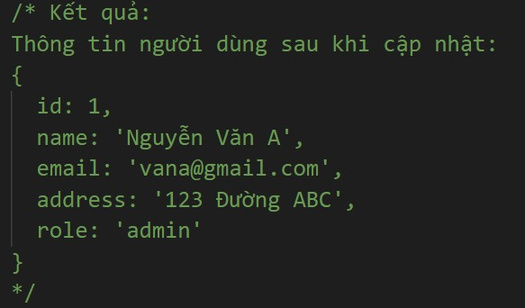 /* Kết quả:
Thông tin người dùng sau khi cập nhật:
{
  id: 1,
  name: 'Nguyễn Văn A',
  email: 'vana@gmail.com',
  address: '123 Đường ABC',
  role: 'admin'
}
*/